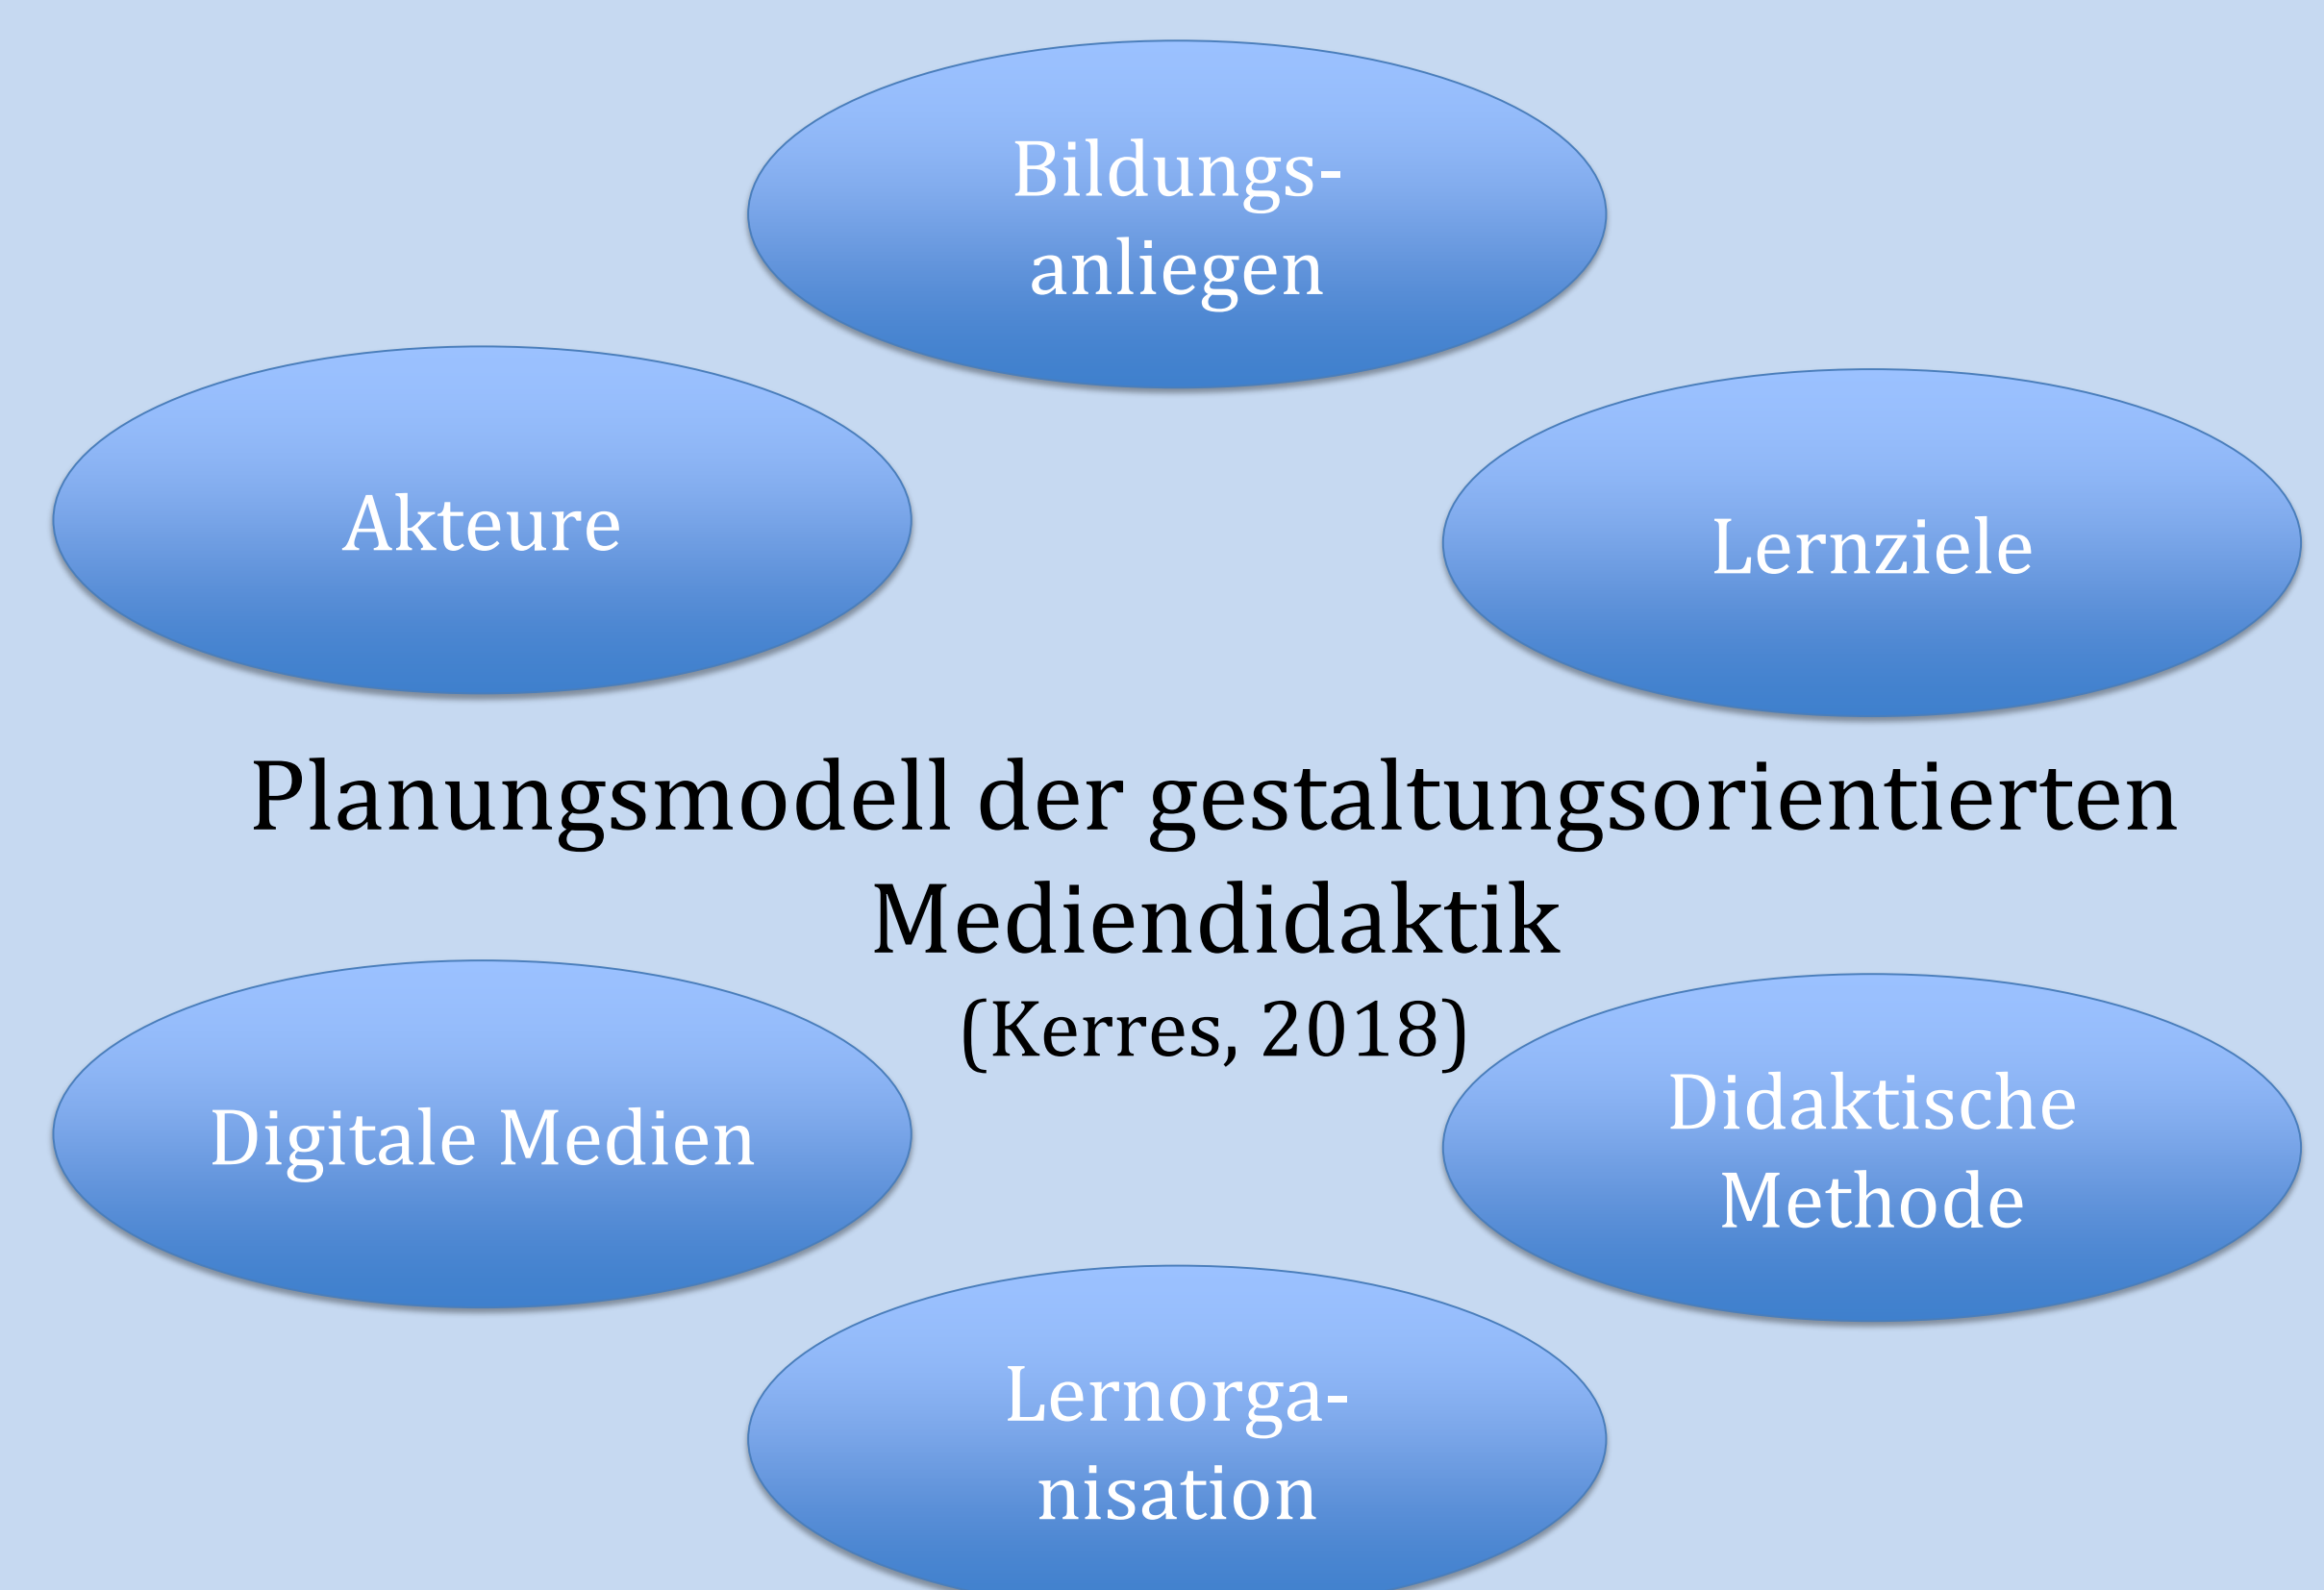 Bildungs-
anliegen
Akteure
Lernziele
Planungsmodell der gestaltungsorientierten
Mediendidaktik
(Kerres, 2018)
Digitale Medien
Didaktische
Methode
Lernorga-
nisation